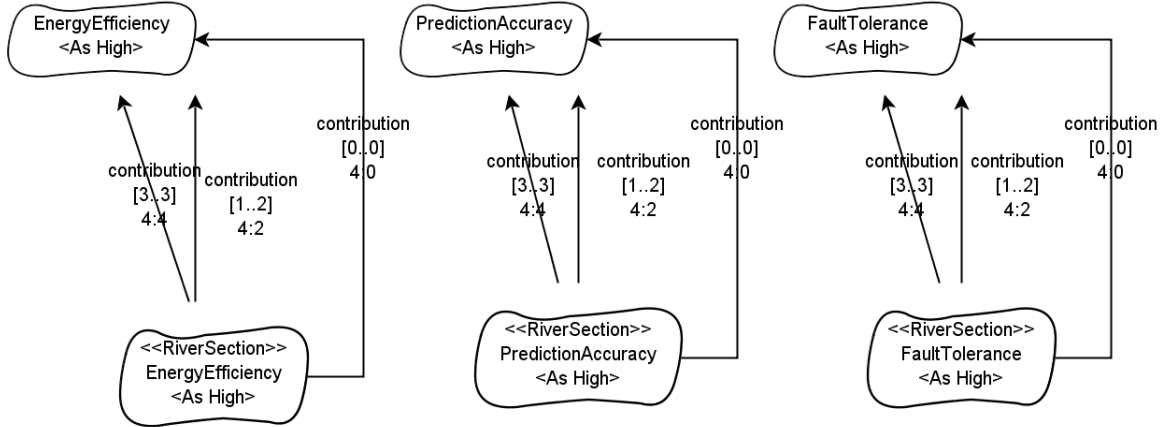 EnergyEfficiency
<As High>
PredictionAccuracy
<As High>
FaultTolerance
<As High>
contribution
[3..3]
4:4
contribution
[1..2]
4:2
contribution
[0..0]
4:0
contribution
[3..3]
4:4
contribution
[1..2]
4:2
contribution
[0..0]
4:0
contribution
[3..3]
4:4
contribution
[1..2]
4:2
contribution
[0..0]
4:0
<<RiverSection>>
EnergyEfficiency
<As High>
<<RiverSection>>
PredictionAccuracy
<As High>
<<RiverSection>>
FaultTolerance
<As High>